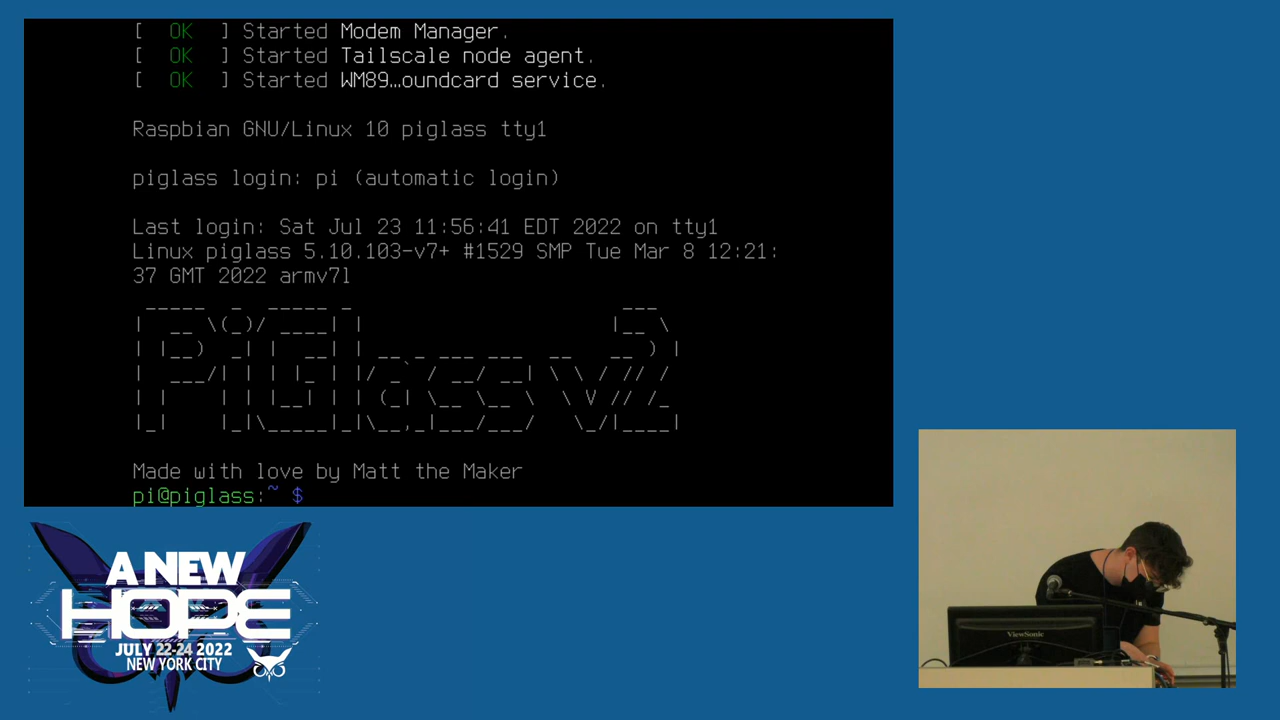 [  OK  ] Started Modem Manager.
[  OK  ] Started Tailscale node agent.
[  OK  ] Started WM89…oundcard service.
Raspbian GNU/Linux 10 piglass tty1
piglass login: pi (automatic login)
Last login: Sat Jul 23 11:56:41 EDT 2022 on tty1
Linux piglass 5.10.103-v7+ #1529 SMP Tue Mar 8 12:21:
37 GMT 2022 armv7l
PiGlass v2
Made with love by Matt the Maker
pi@piglass:~ $
A NEW
HOPE
JULY 22-24 2022
NEW YORK CITY
ViewSonic